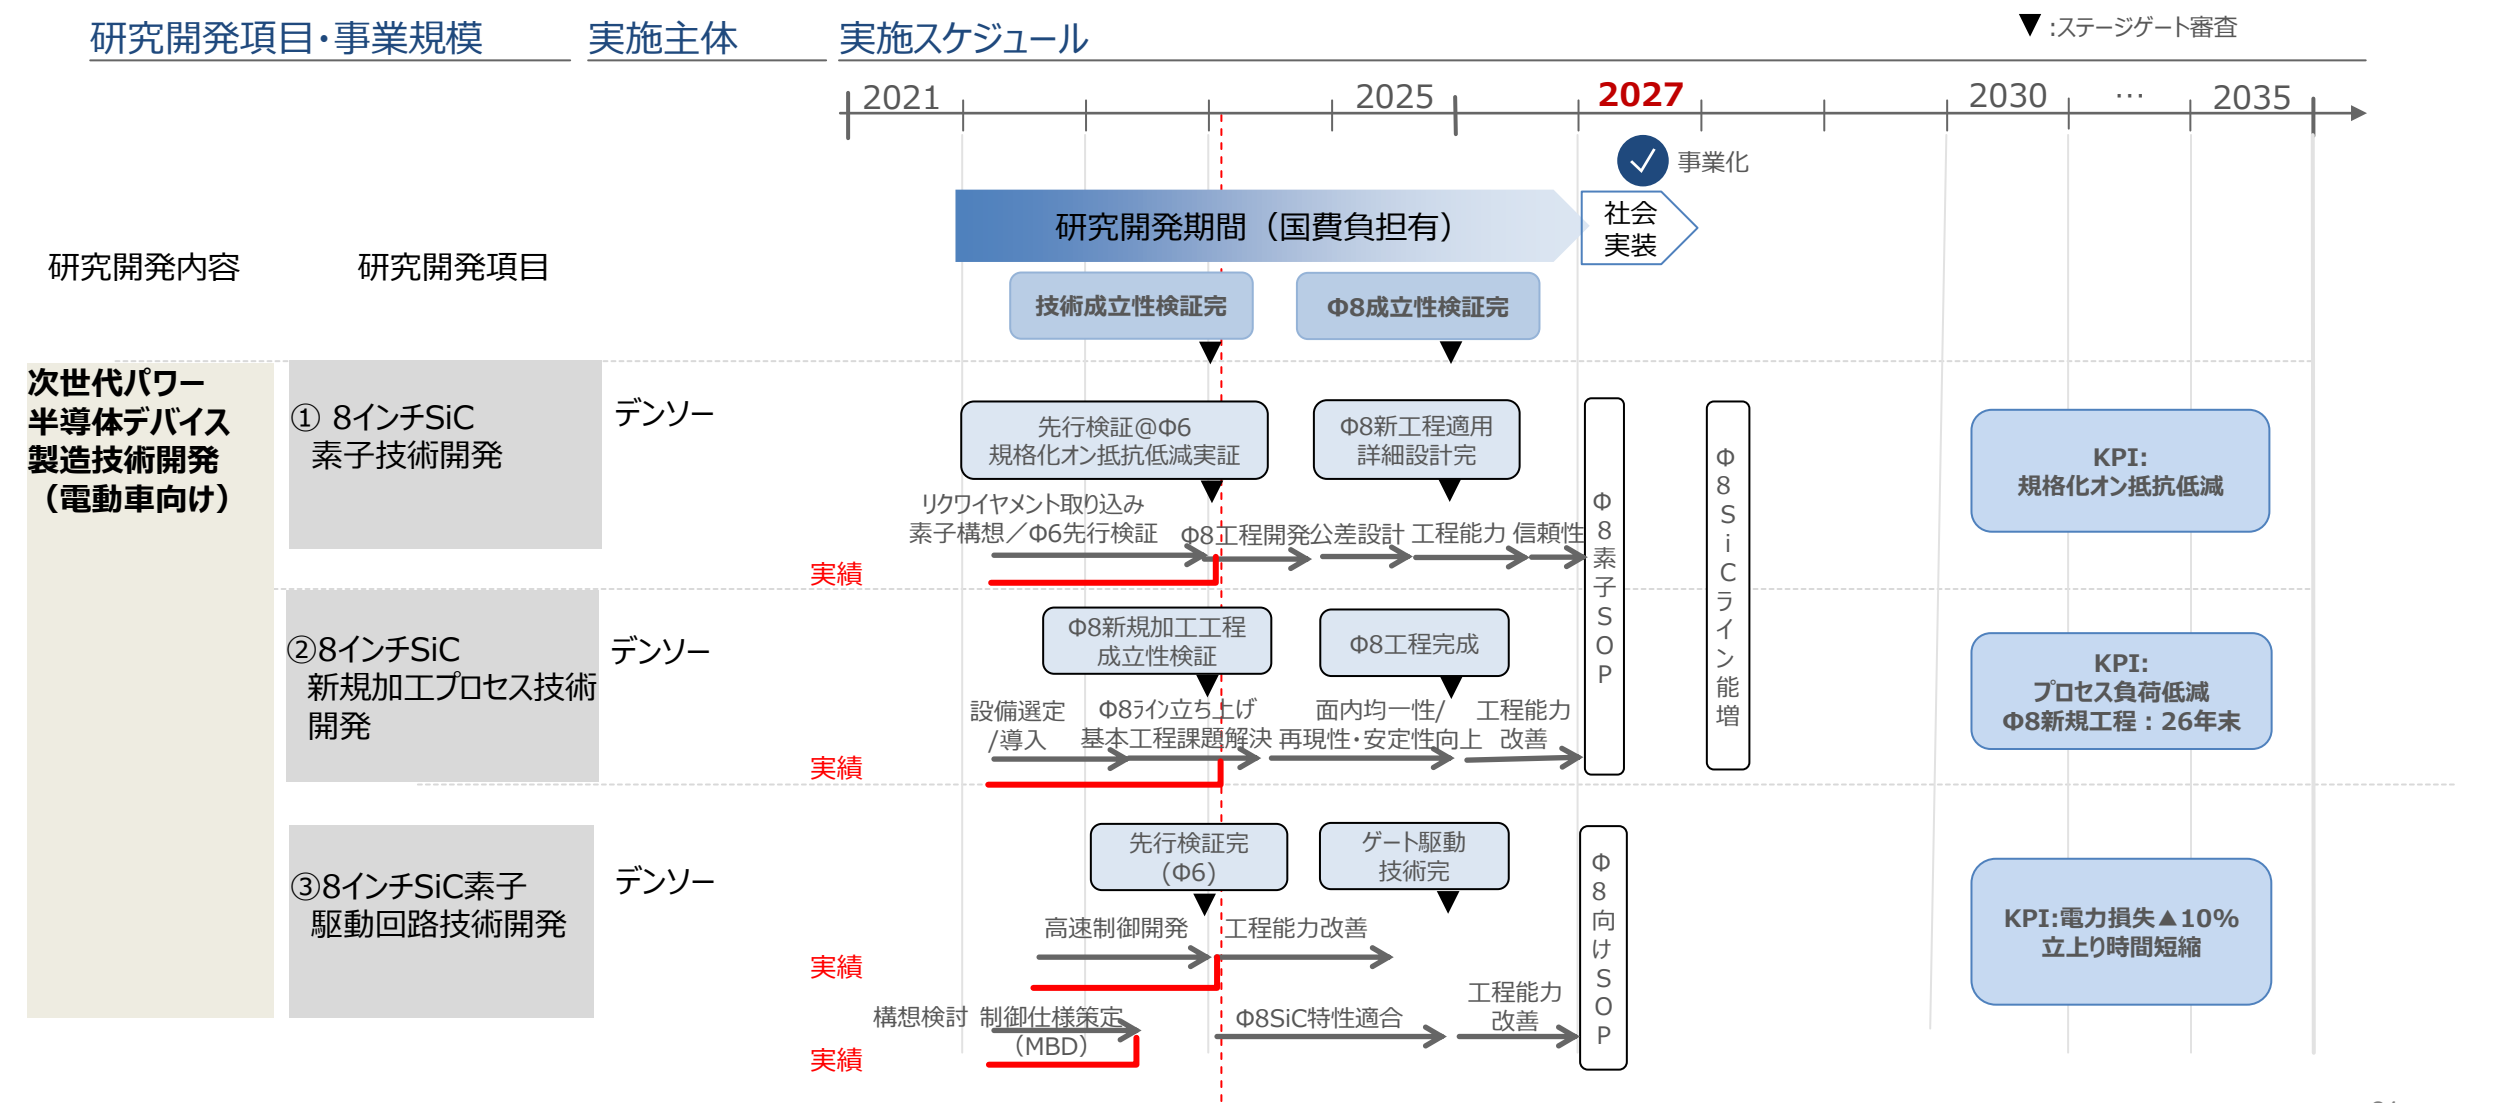 研究開発項目・事業規模
実施主体
実施スケジュール
▼:ステージゲート審査
2021
2025
2027
2030
…
2035
事業化
研究開発期間（国費負担有）
社会
実装
研究開発内容
研究開発項目
技術成立性検証完
Φ8成立性検証完
次世代パワー
半導体デバイス
製造技術開発
（電動車向け）
① 8インチSiC
素子技術開発
デンソー
先行検証@Φ6
規格化オン抵抗低減実証
Φ8新工程適用
詳細設計完
リクワイヤメント取り込み
素子構想／Φ6先行検証
Φ8工程開発
公差設計
工程能力
信頼性
実績
Φ8素子SOP
Φ8SiCライン能増
KPI:
規格化オン抵抗低減
②8インチSiC
新規加工プロセス技術
開発
デンソー
Φ8新規加工工程
成立性検証
Φ8工程完成
設備選定
/導入
Φ8ﾗｲﾝ立ち上げ
基本工程課題解決
面内均一性/
再現性・安定性向上
工程能力
改善
実績
KPI:
プロセス負荷低減
Φ8新規工程：26年末
③8インチSiC素子
駆動回路技術開発
デンソー
先行検証完
(Φ6)
ゲート駆動
技術完
高速制御開発
工程能力改善
実績
構想検討
制御仕様策定
（MBD）
Φ8SiC特性適合
工程能力
改善
実績
Φ8向けSOP
KPI:電力損失▲10%
立上り時間短縮